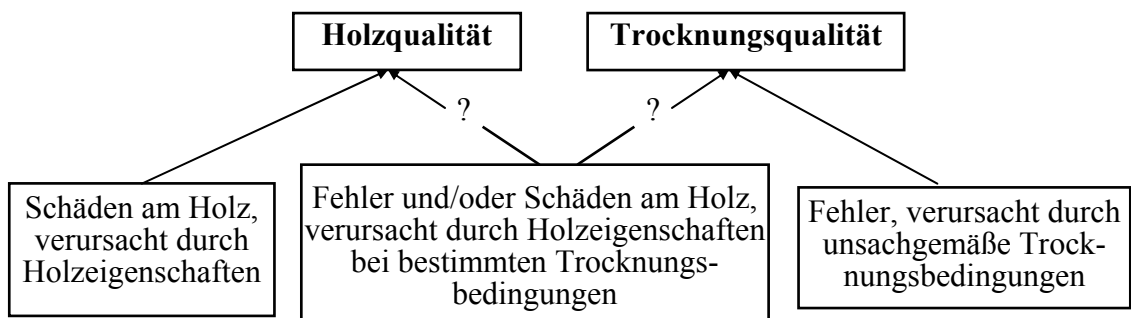 Holzqualität
Trocknungsqualität
?
?
Schäden am Holz,
verursacht durch
Holzeigenschaften
Fehler und/oder Schäden am Holz,
verursacht durch Holzeigenschaften
bei bestimmten Trocknungs-
bedingungen
Fehler, verursacht durch
unsachgemäße Trock-
nungsbedingungen